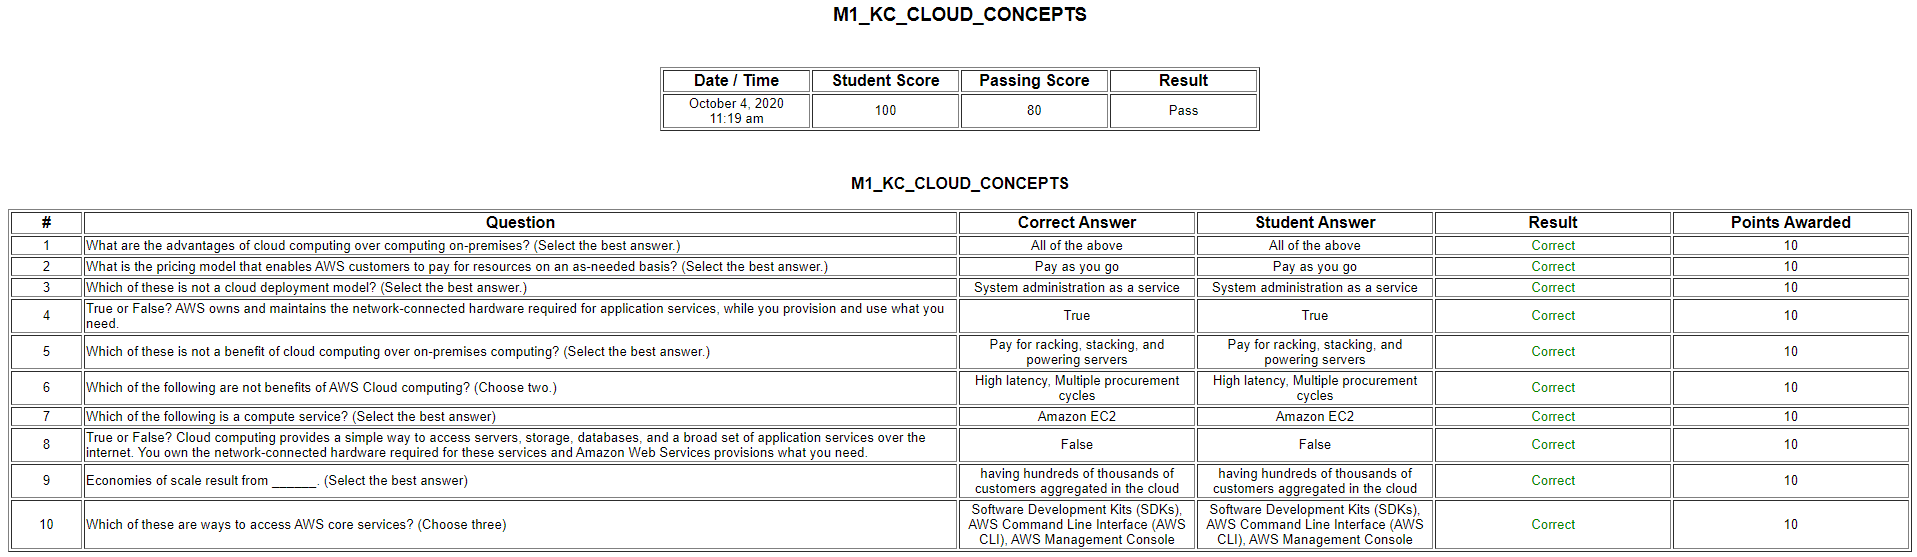 M1_KC_CLOUD_CONCEPTS
Date / Time Student Score Passing Score Result
October 4, 2020
11:19 am 100 80 Pass
M1_KC_CLOUD_CONCEPTS
# Question Correct Answer Student Answer Result Points Awarded
1 What are the advantages of cloud computing over computing on-premises? (Select the best answer.) All of the above All of the above Correct 10
2 What is the pricing model that enables AWS customers to pay for resources on an as-needed basis? (Select the best answer.) Pay as you go Pay as you go Correct 10
3 Which of these is not a cloud deployment model? (Select the best answer.) System administration as a service System administration as a service Correct 10
4 True or False? AWS owns and maintains the network-connected hardware required for application services, while you provision and use what you
need. True True Correct 10
5 Which of these is not a benefit of cloud computing over on-premises computing? (Select the best answer.) Pay for racking, stacking, and
powering servers Pay for racking, stacking, and
powering servers Correct 10
6 Which of the following are not benefits of AWS Cloud computing? (Choose two.) High latency, Multiple procurement
cycles High latency, Multiple procurement
cycles Correct 10
7 Which of the following is a compute service? (Select the best answer) Amazon EC2 Amazon EC2 Correct 10
8 True or False? Cloud computing provides a simple way to access servers, storage, databases, and a broad set of application services over the
internet. You own the network-connected hardware required for these services and Amazon Web Services provisions what you need. False False Correct 10
9 Economies of scale result from ______. (Select the best answer) having hundreds of thousands of
customers aggregated in the cloud having hundreds of thousands of
customers aggregated in the cloud Correct 10
10 Which of these are ways to access AWS core services? (Choose three) Software Development Kits (SDKs),
AWS Command Line Interface (AWS
CLI), AWS Management Console Software Development Kits (SDKs),
AWS Command Line Interface (AWS
CLI), AWS Management Console Correct 10